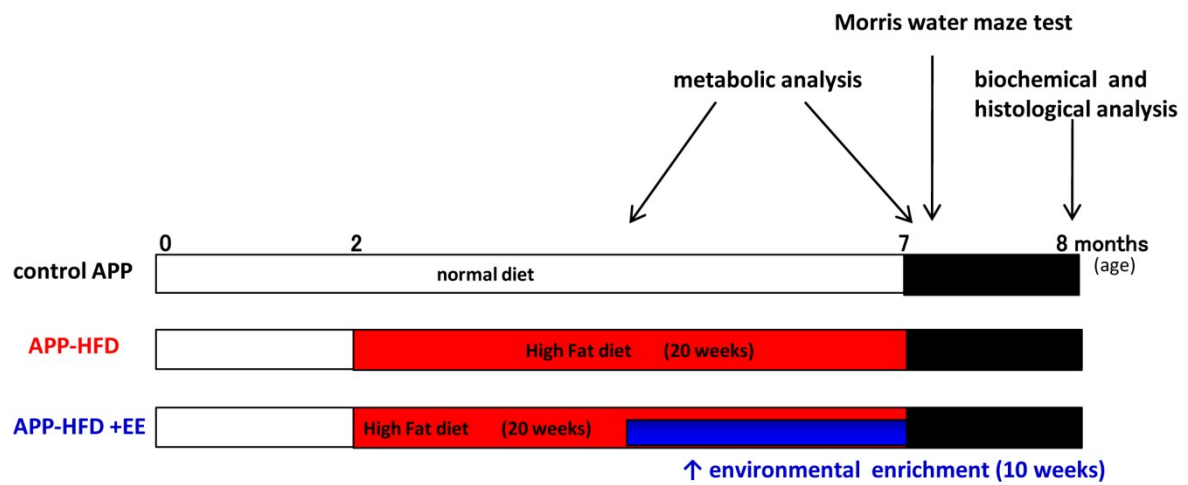 Morris water maze test
metabolic analysis
biochemical and
histological analysis
0 2 7 8 months
(age)
control APP
normal diet
APP-HFD
High Fat diet (20 weeks)
APP-HFD +EE
High Fat diet (20 weeks)
↑ environmental enrichment (10 weeks)